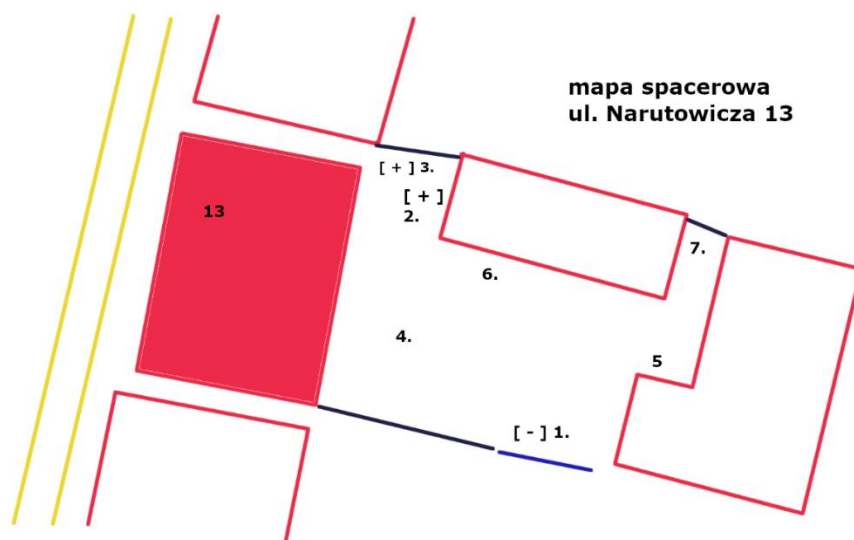 mapa spacerowa
ul. Narutowicza 13
[ + ] 3.
[ + ]
2.
13
7.
6.
4.
5
[ - ] 1.